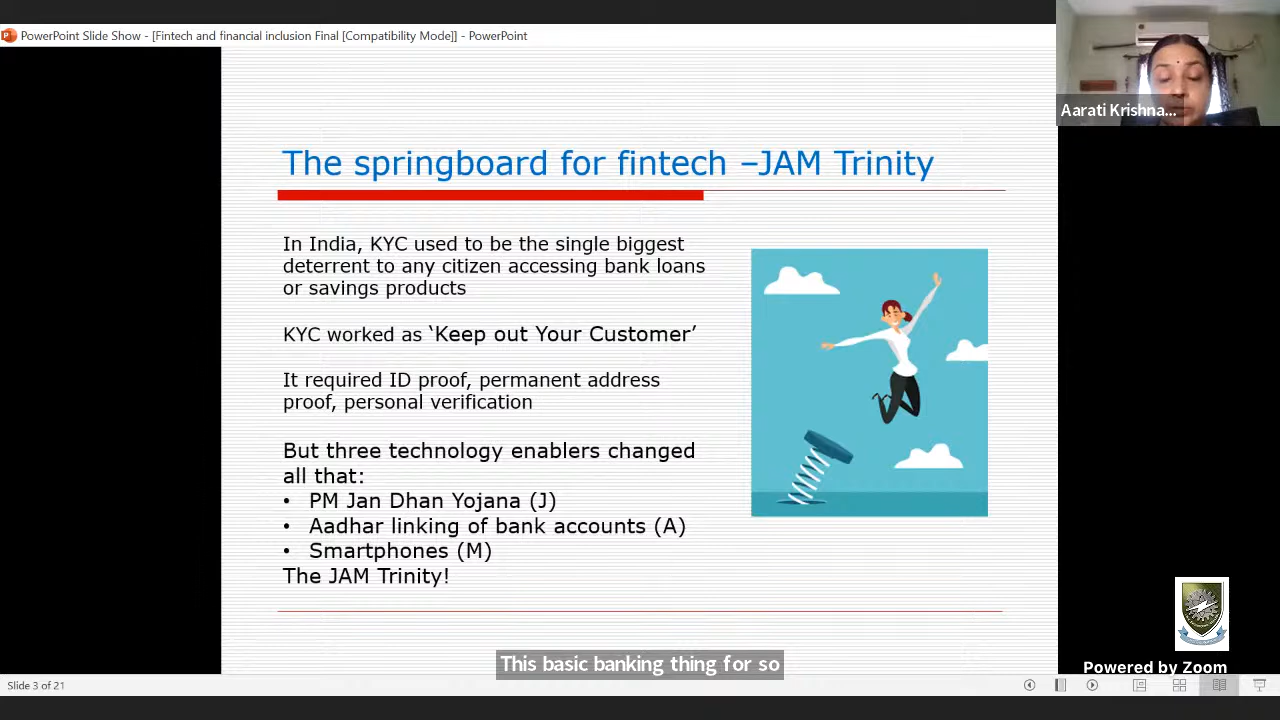 PowerPoint Slide Show - [Fintech and financial inclusion Final [Compatibility Mode]] - PowerPoint
Aarati Krishna...
The springboard for fintech –JAM Trinity
In India, KYC used to be the single biggest
deterrent to any citizen accessing bank loans
or savings products
KYC worked as ‘Keep out Your Customer’
It required ID proof, permanent address
proof, personal verification
But three technology enablers changed
all that:
• PM Jan Dhan Yojana (J)
• Aadhar linking of bank accounts (A)
• Smartphones (M)
The JAM Trinity!
This basic banking thing for so
Powered by Zoom
Slide 3 of 21